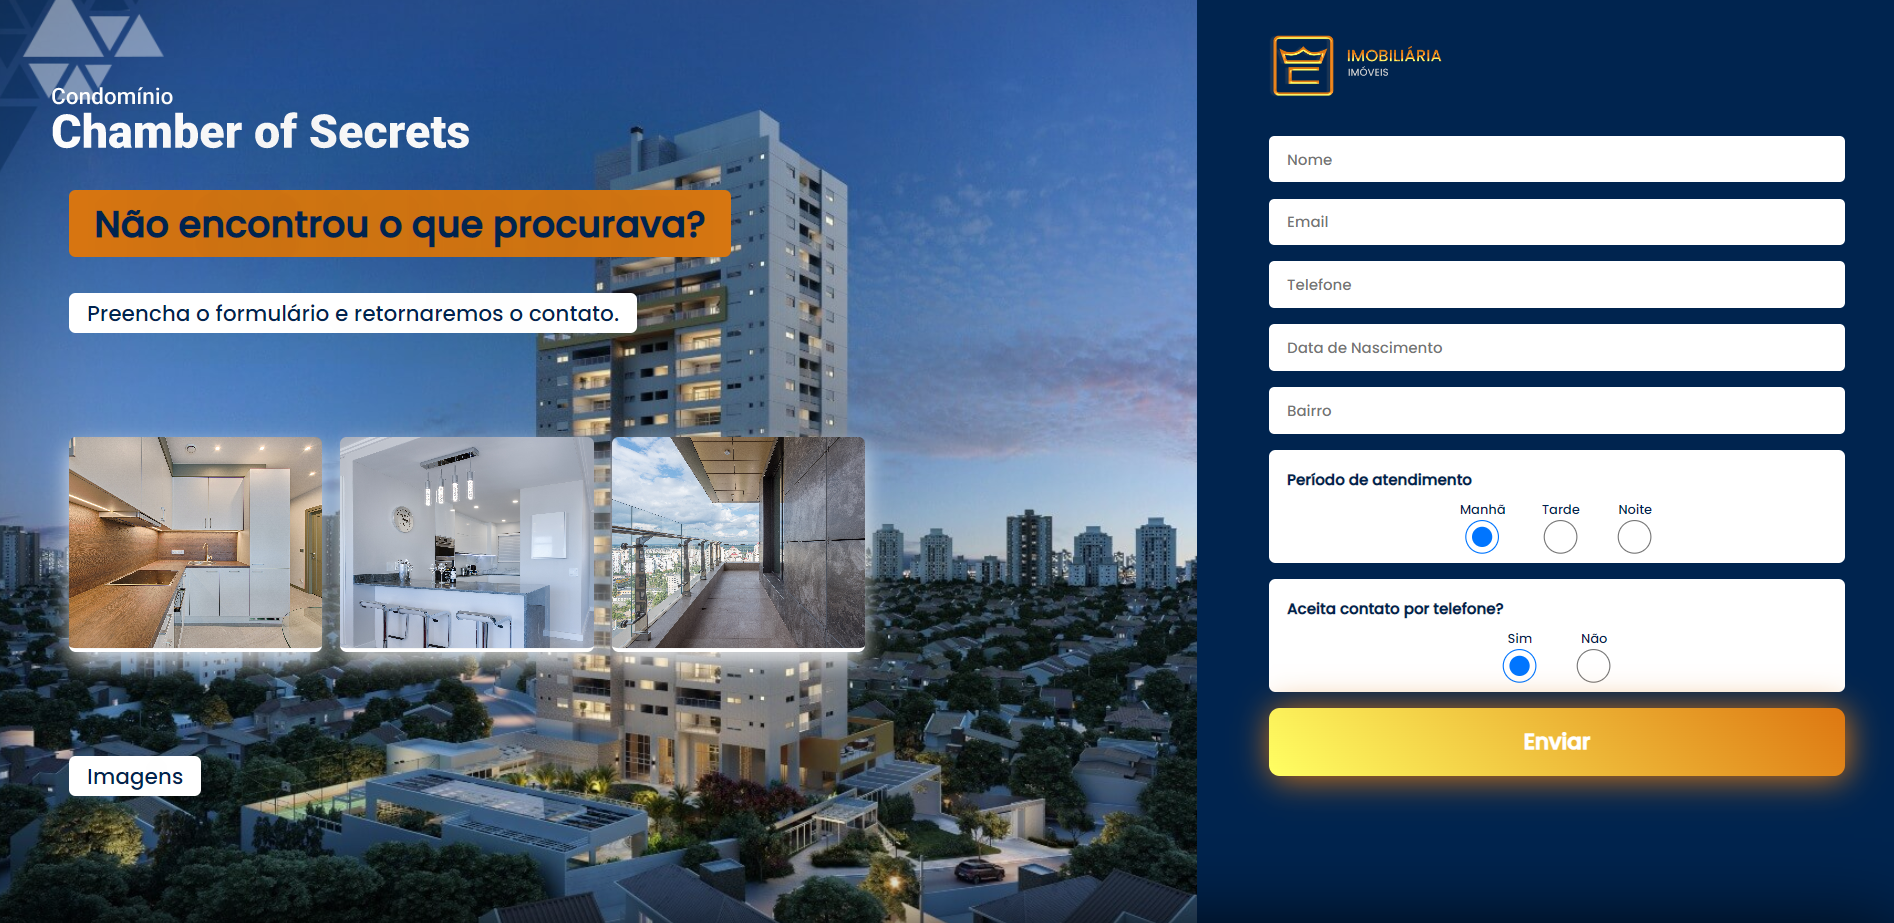 Condomínio
Chamber of Secrets
Não encontrou o que procurava?
Preencha o formulário e retornaremos o contato.
Imagens
IMOBILIÁRIA
IMÓVEIS
Nome
Email
Telefone
Data de Nascimento
Bairro
Período de atendimento
Manhã Tarde Noite
Aceita contato por telefone?
Sim Não
Enviar